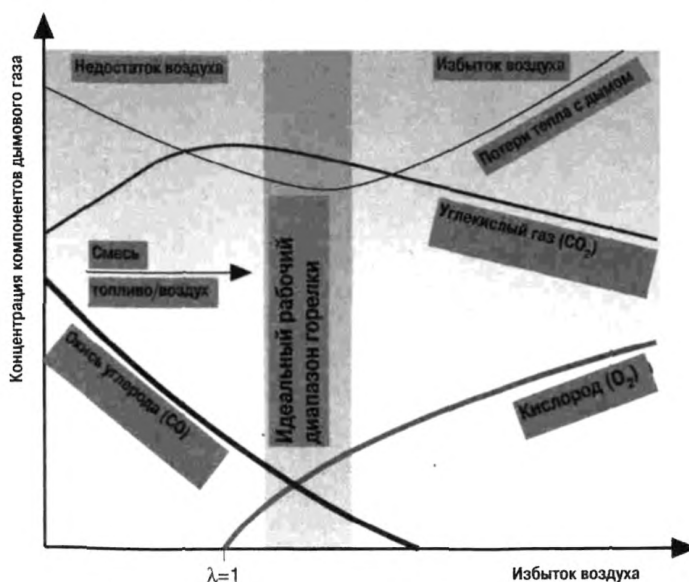 Концентрация компонентов дымового газа
Недостаток воздуха
Избыток воздуха
Потери тепла с дымом
Углекислый газ (CO₂)
Смесь
топливо/воздух
Идеальный рабочий
диапазон горелки
Окись углерода (CO)
Кислород (O₂)
λ=1
Избыток воздуха